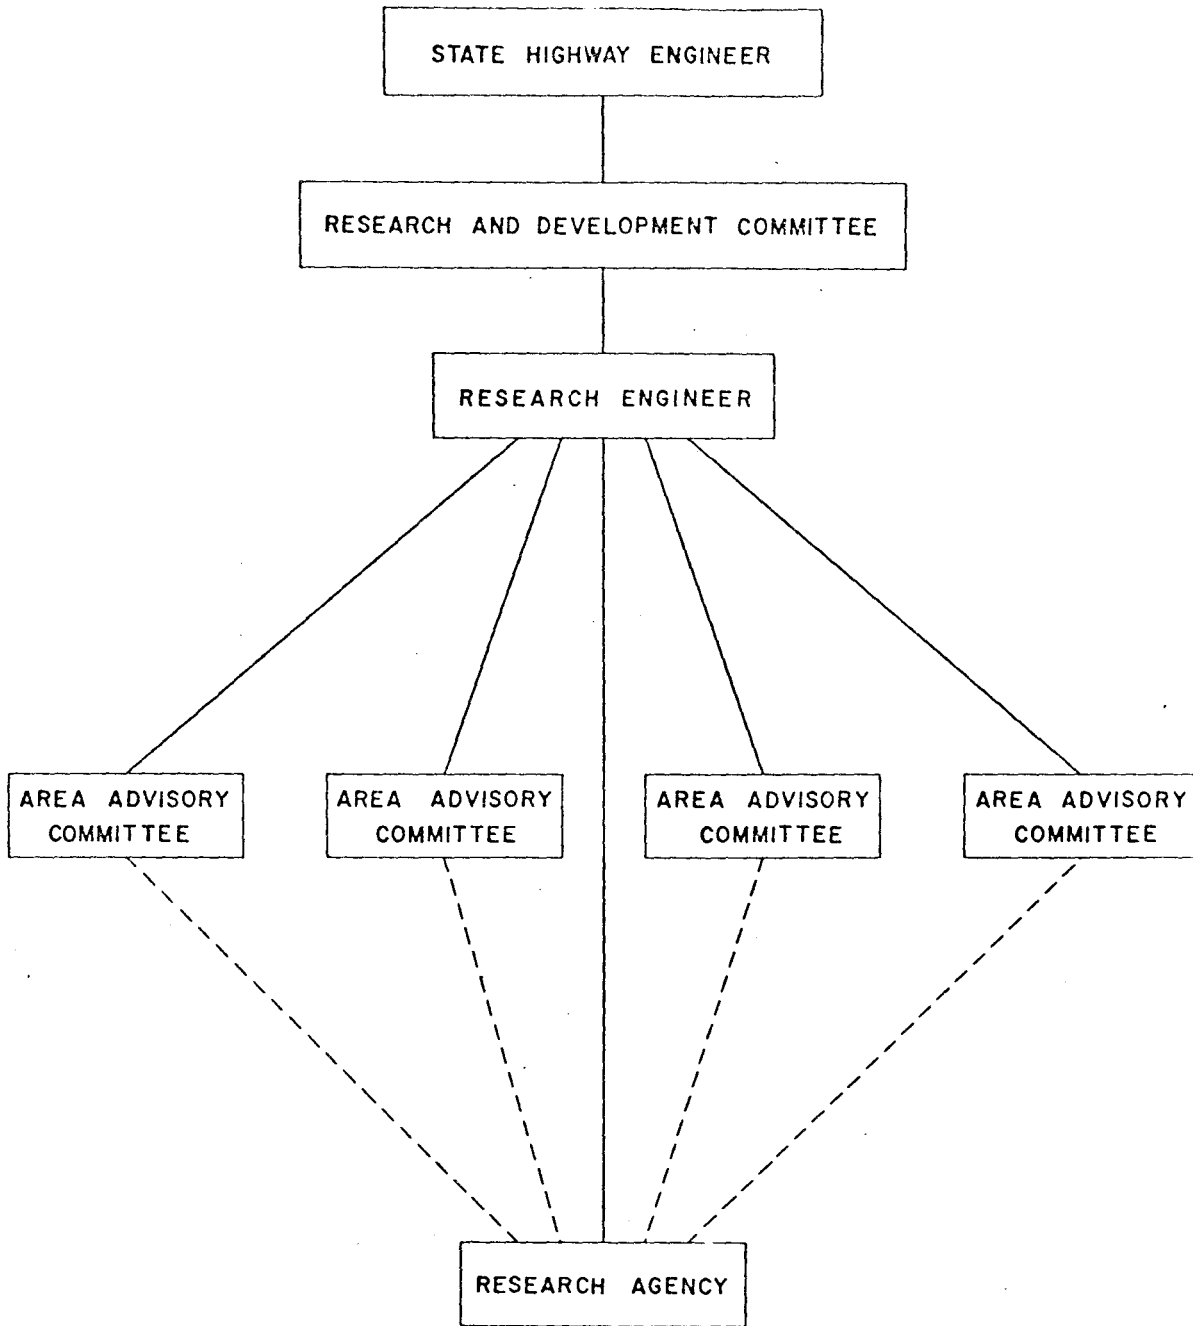 STATE HIGHWAY ENGINEER
RESEARCH AND DEVELOPMENT COMMITTEE
RESEARCH ENGINEER
AREA ADVISORY
COMMITTEE
AREA ADVISORY
COMMITTEE
AREA ADVISORY
COMMITTEE
AREA ADVISORY
COMMITTEE
RESEARCH AGENCY